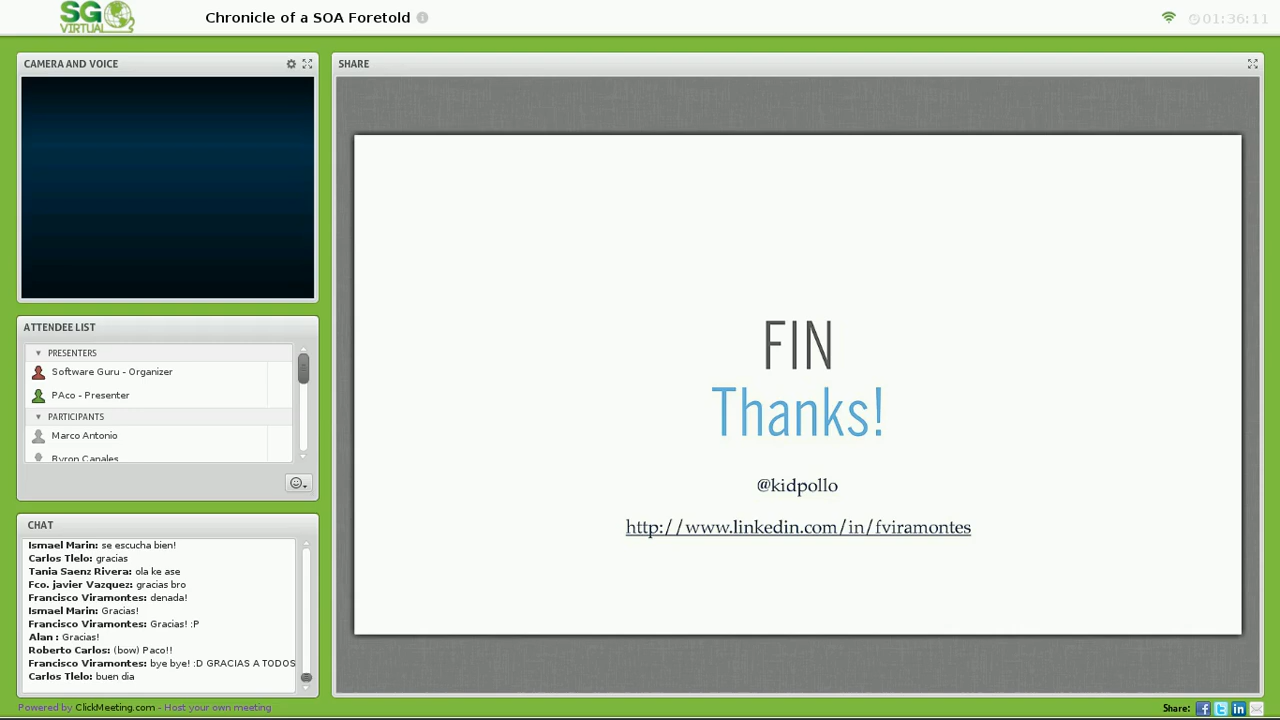 SG
VIRTUAL
Chronicle of a SOA Foretold
01:36:11
CAMERA AND VOICE
SHARE
FIN
Thanks!
@kidpollo
http://www.linkedin.com/in/fviramontes
ATTENDEE LIST
PRESENTERS
Software Guru - Organizer
PAco - Presenter
PARTICIPANTS
Marco Antonio
Byron Canales
CHAT
Ismael Marin: se escucha bien!
Carlos Tlelo: gracias
Tania Saenz Rivera: ola ke ase
Fco. javier Vazquez: gracias bro
Francisco Viramontes: denada!
Ismael Marin: Gracias!
Francisco Viramontes: Gracias! :P
Alan : Gracias!
Roberto Carlos: (bow) Paco!!
Francisco Viramontes: bye bye! :D GRACIAS A TODOS
Carlos Tlelo: buen dia
Powered by ClickMeeting.com - Host your own meeting
Share: